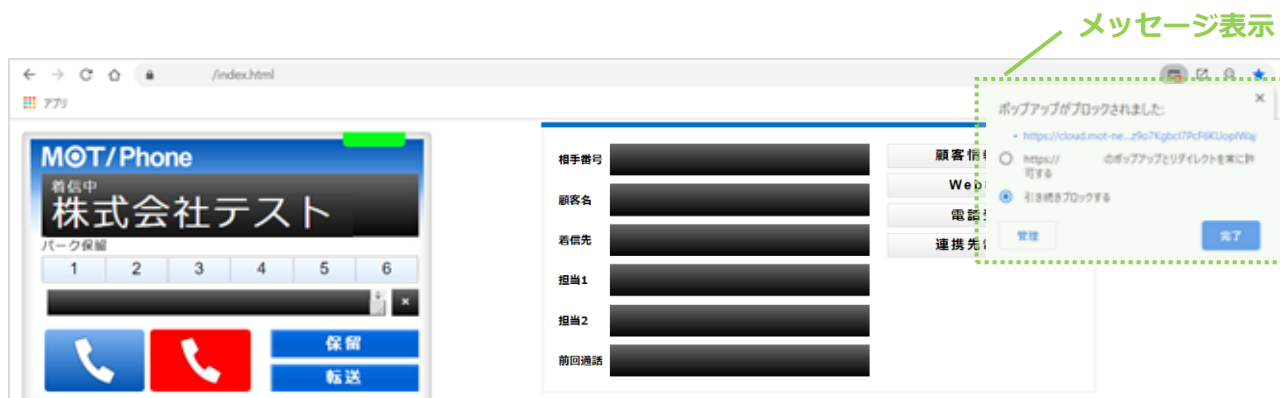 メッセージ表示
/index.html
アプリ
ポップアップがブロックされました:
https://cloud.mot-ne...z9o7KgbcI7PcF6KUopIWaj
https:// のポップアップとリダイレクトを常に許
可する
引き続きブロックする
管理
完了
MOT/Phone
着信中
株式会社テスト
パーク保留
1 2 3 4 5 6
保留
転送
相手番号
顧客名
着信先
担当1
担当2
前回通話
顧客情
Web
電話
連携先